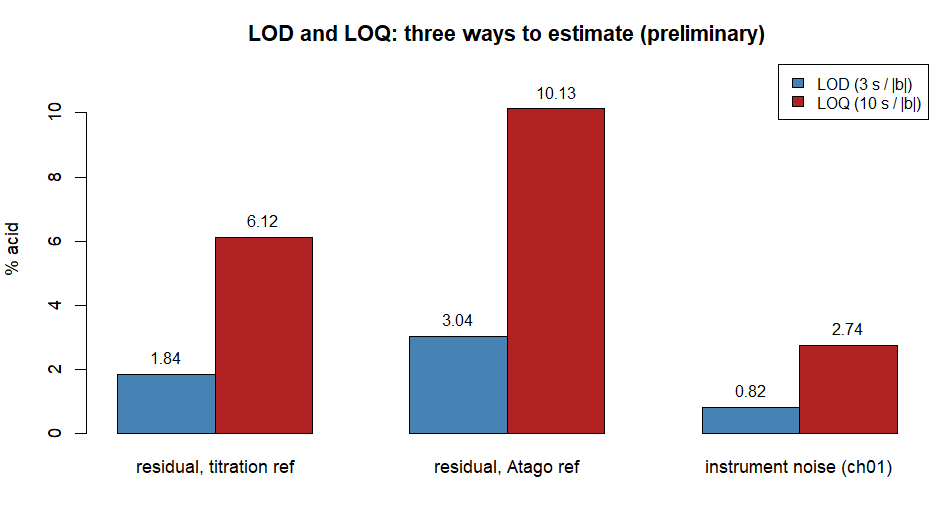 LOD and LOQ: three ways to estimate (preliminary)
LOD (3 s / |b|)
LOQ (10 s / |b|)
% acid
10
8
6
4
2
0
1.84
6.12
3.04
10.13
0.82
2.74
residual, titration ref
residual, Atago ref
instrument noise (ch01)